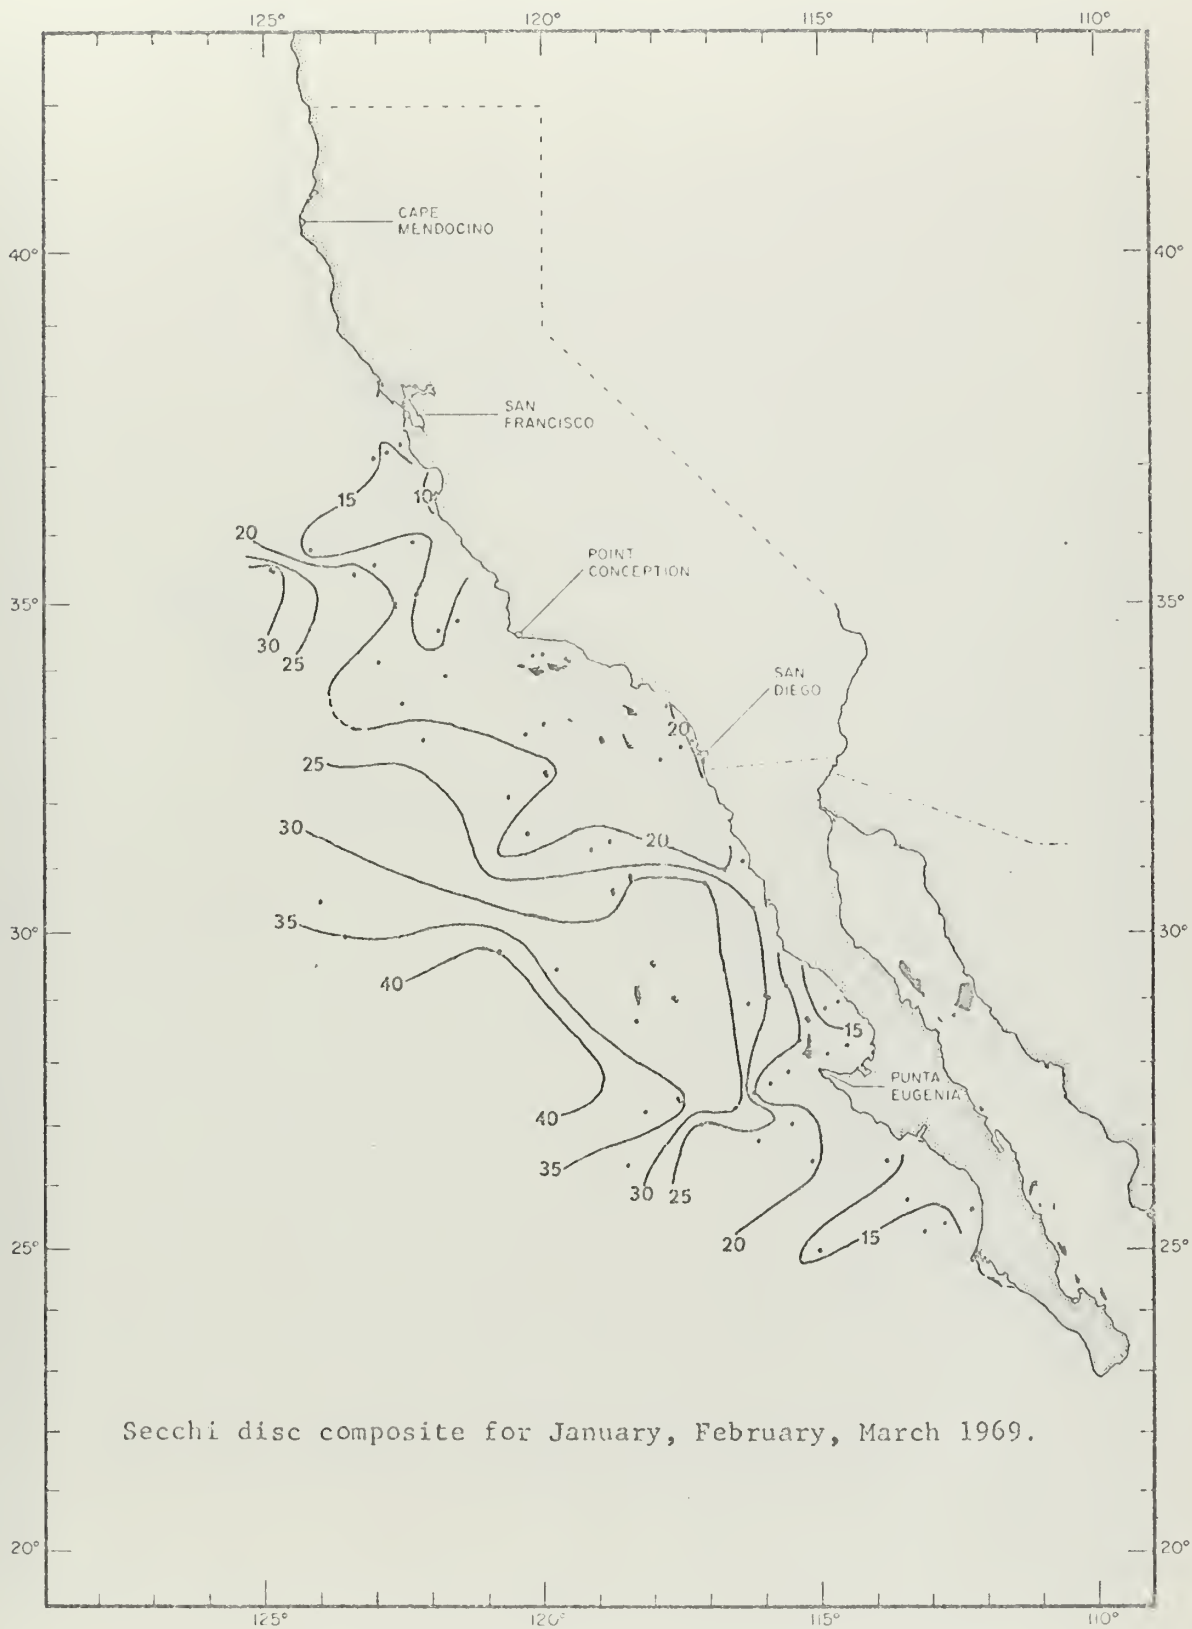 125° 120° 115° 110°
CAPE
MENDOCINO
40° 40°
SAN
FRANCISCO
15 10
20
POINT
CONCEPTION
35° 35°
30
25
SAN
DIEGO
20
25
30
20
35
30° 30°
40
15
PUNTA
EUGENIA
40
35
30 25
20 15
25° 25°
Secchi disc composite for January, February, March 1969.
20° 20°
125° 120° 115° 110°